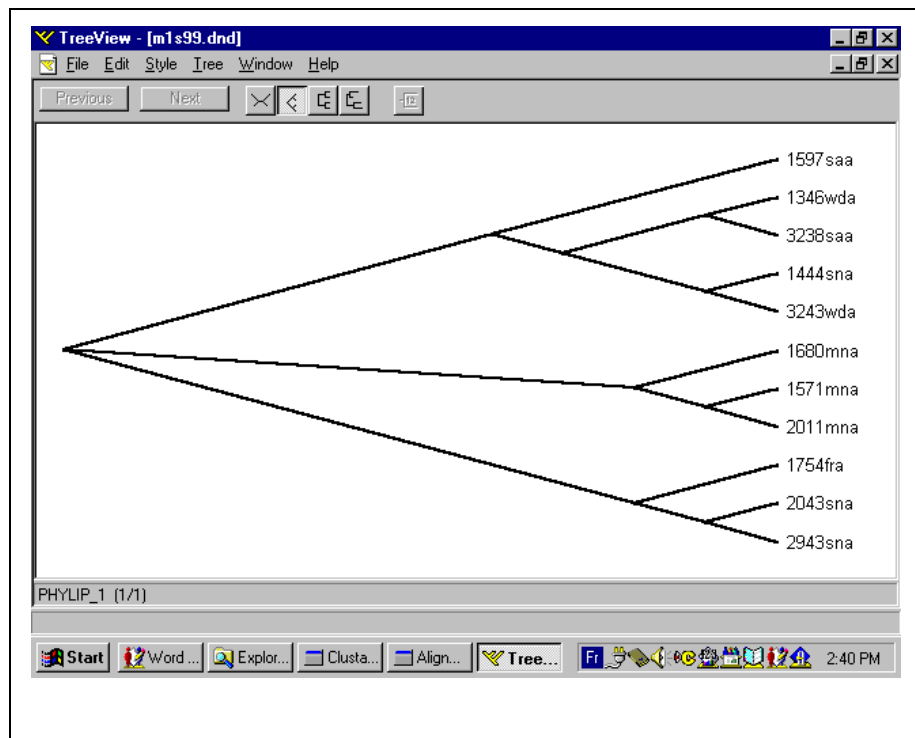 TreeView - [m1s99.dnd]
File Edit Style Tree Window Help
Previous Next
1597saa
1346wda
3238saa
1444sna
3243wda
1680mna
1571mna
2011mna
1754fra
2043sna
2943sna
PHYLIP_1 (1/1)
Start Word ... Explor... Clusta... Align... Tree... Fr 2:40 PM